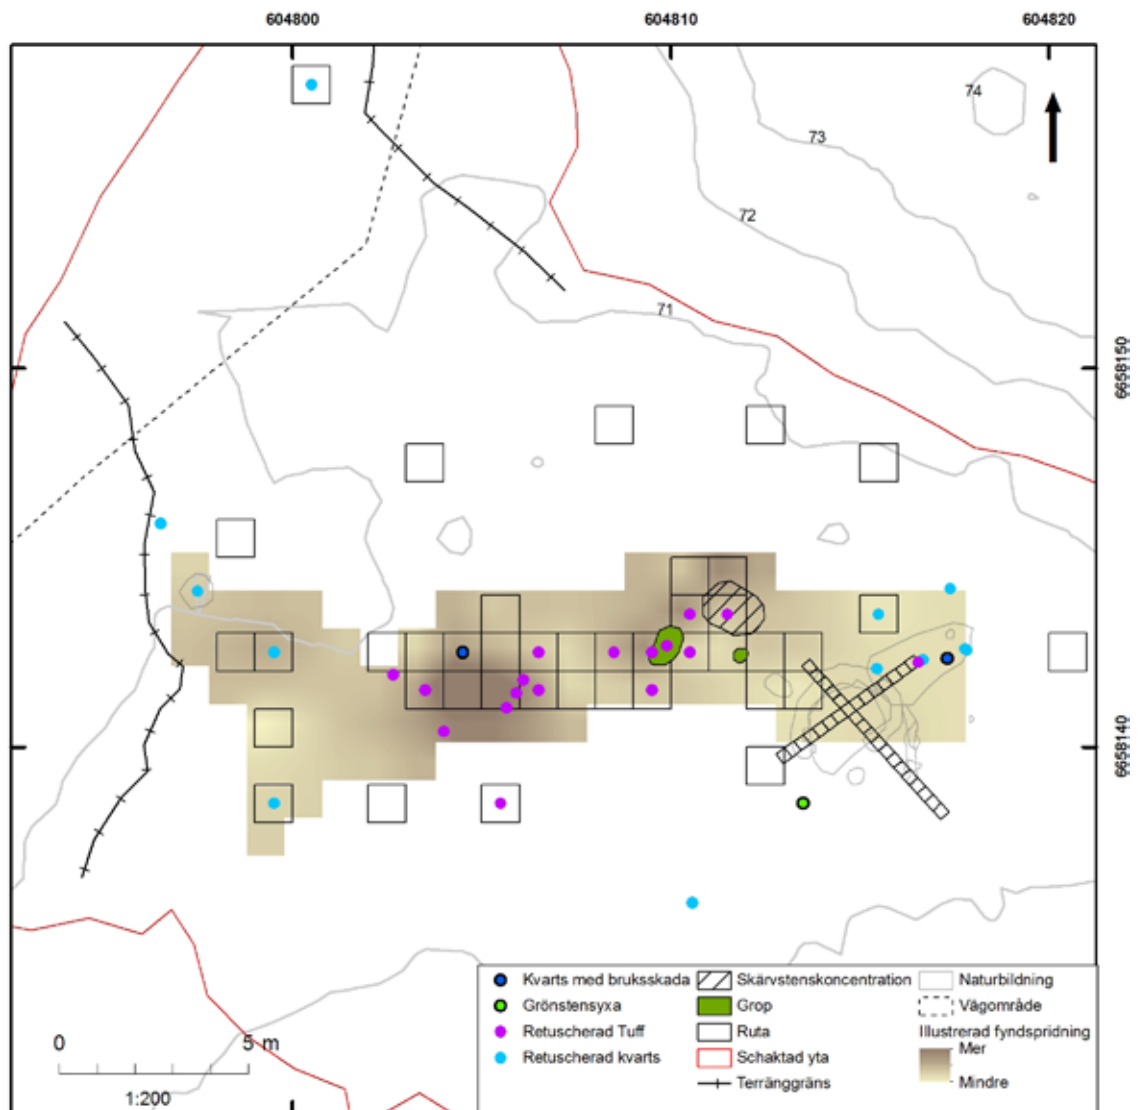 604800 604810 604820
74
73
72
71
6658150
6658140
0 5 m
1:200
Kvarts med bruksskada
Grönstensyxa
Retuscherad Tuff
Retuscherad kvarts
Skärvstenskoncentration
Grop
Ruta
Schaktad yta
Terränggräns
Naturbildning
Vägområde
Illustrerad fyndspridning
Mer
Mindre